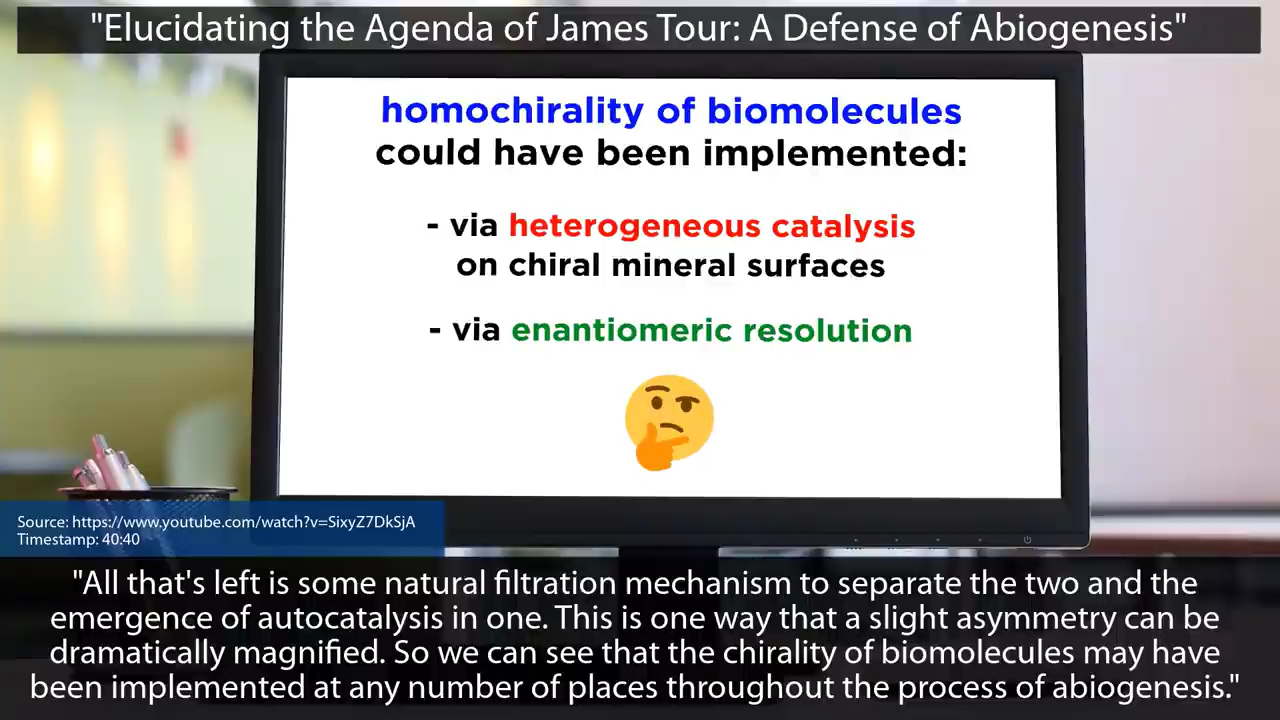 "Elucidating the Agenda of James Tour: A Defense of Abiogenesis"
homochirality of biomolecules
could have been implemented:
- via heterogeneous catalysis
on chiral mineral surfaces
- via enantiomeric resolution
Source: https://www.youtube.com/watch?v=SixyZ7DkSjA
Timestamp: 40:40
"All that's left is some natural filtration mechanism to separate the two and the
emergence of autocatalysis in one. This is one way that a slight asymmetry can be
dramatically magnified. So we can see that the chirality of biomolecules may have
been implemented at any number of places throughout the process of abiogenesis."